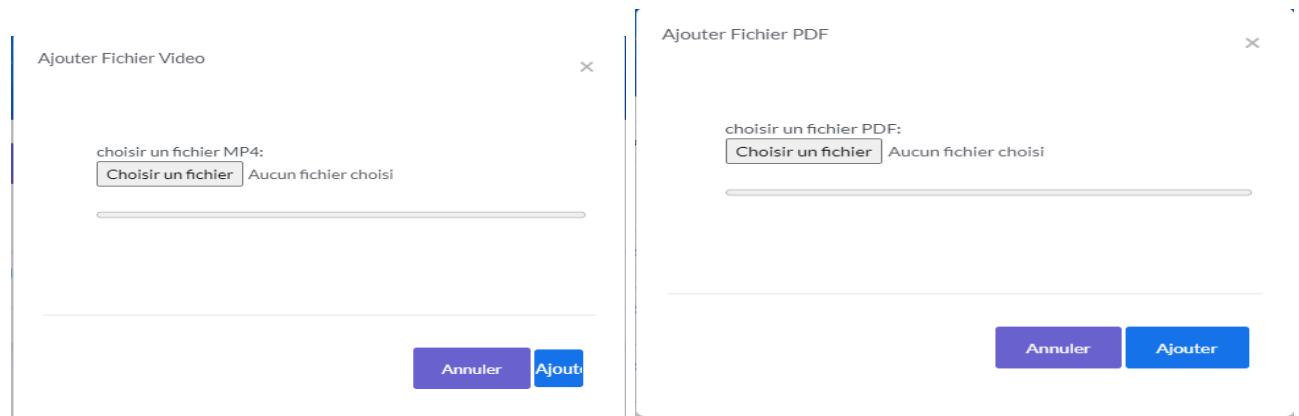 Ajouter Fichier Video
×
choisir un fichier MP4:
Choisir un fichier Aucun fichier choisi
Annuler Ajout
Ajouter Fichier PDF
×
choisir un fichier PDF:
Choisir un fichier Aucun fichier choisi
Annuler Ajouter